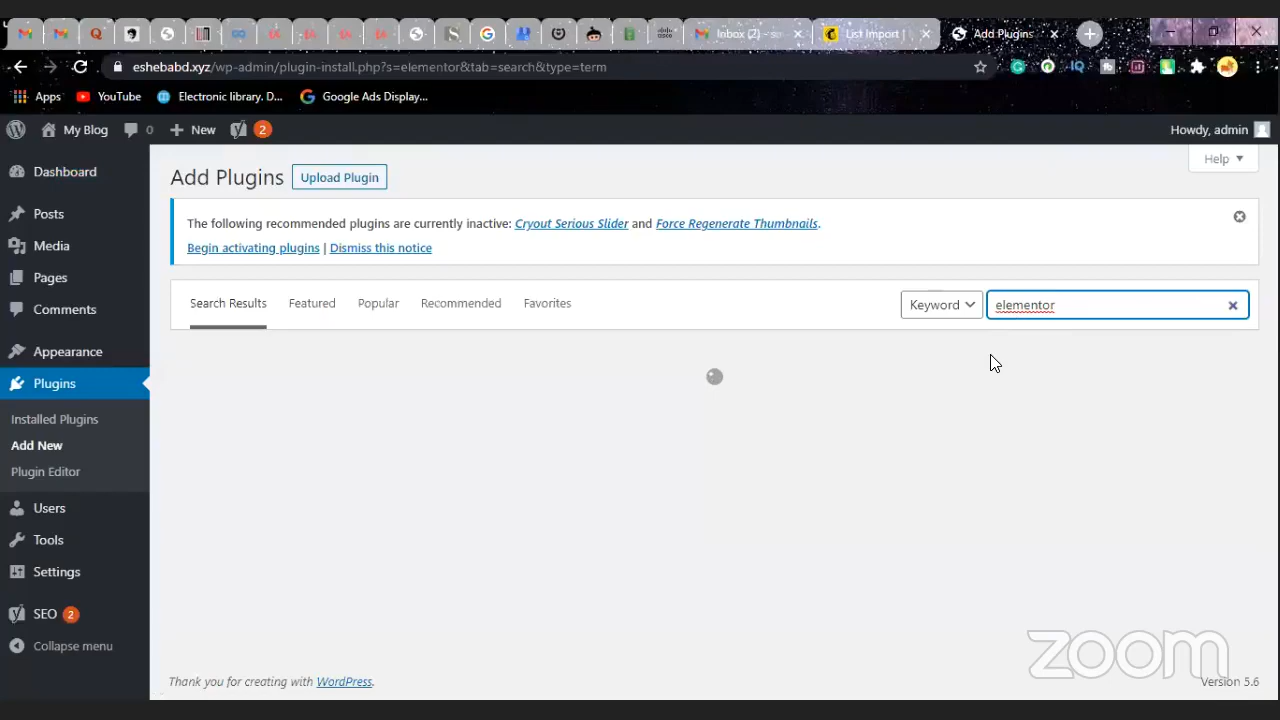 Inbox (2) - s
List Import
Add Plugins
eshebabd.xyz/wp-admin/plugin-install.php?s=elementor&tab=search&type=term
Apps
YouTube
Electronic library. D...
Google Ads Display...
My Blog
0
New
2
Howdy, admin
Help
Dashboard
Posts
Media
Pages
Comments
Appearance
Plugins
Installed Plugins
Add New
Plugin Editor
Users
Tools
Settings
SEO 2
Collapse menu
Add Plugins
Upload Plugin
The following recommended plugins are currently inactive: Cryout Serious Slider and Force Regenerate Thumbnails.
Begin activating plugins | Dismiss this notice
Search Results
Featured
Popular
Recommended
Favorites
Keyword
elementor
zoom
Thank you for creating with WordPress.
Version 5.6